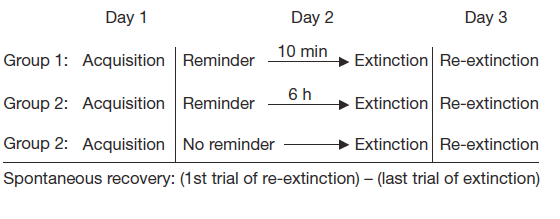 Day 1 Day 2 Day 3
Group 1: Acquisition Reminder 10 min Extinction Re-extinction
Group 2: Acquisition Reminder 6 h Extinction Re-extinction
Group 2: Acquisition No reminder Extinction Re-extinction
Spontaneous recovery: (1st trial of re-extinction) – (last trial of extinction)